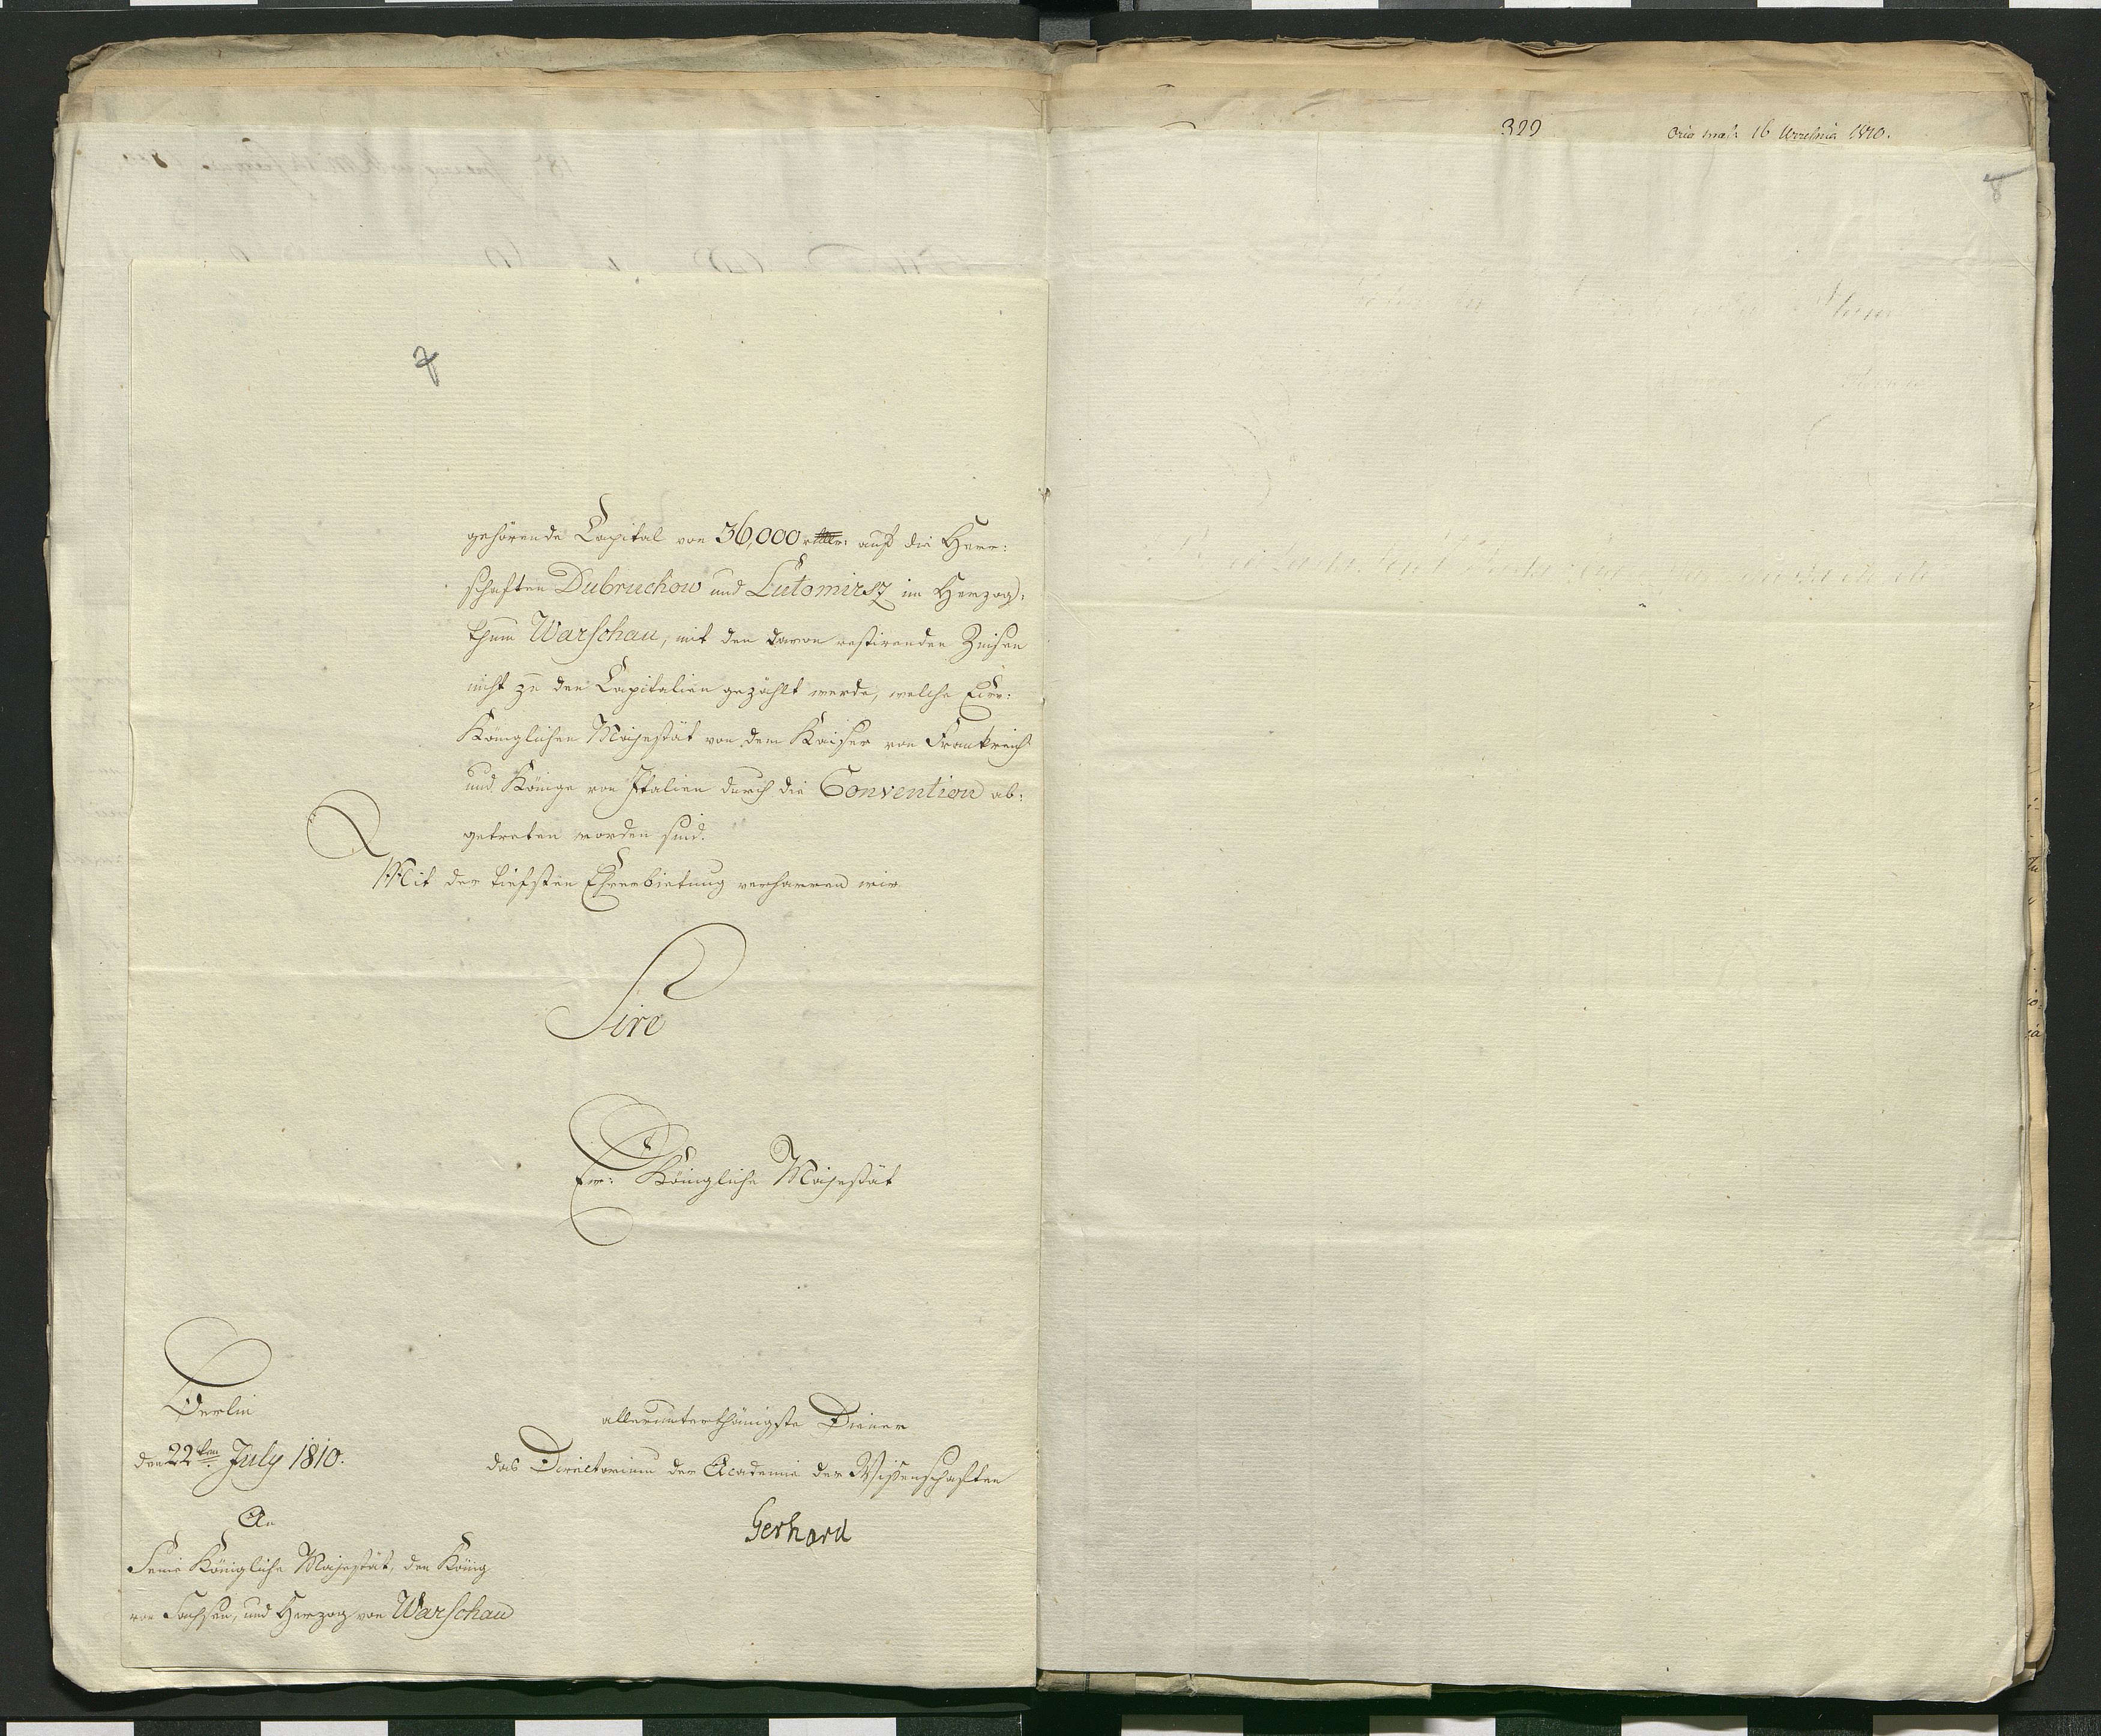 7
gehörende Capital von 36,000 rthlr: auf die Herr:
schaften Dubruchow und Lutomirsz im Herzog:
thum Warschau, mit den davon restirenden Zinsen
nicht zu den Capitalien gezählt werde, welche Eur:
Königlichen Majestät von dem Kaiser von Frankreich
und Könige von Italien durch die Convention ab:
getreten worden sind.
Mit der tiefsten Ehrerbietung verharren wir
Sire
Ew: Königliche Majestät
Berlin
den 22ten July 1810.
allerunterthänigste Diener
das Directorium der Academie der Wissenschaften
Gerhard
An
Seine Königliche Majestät, den König
von Sachsen, und Herzog von Warschau
399
16 Września 1810.
8